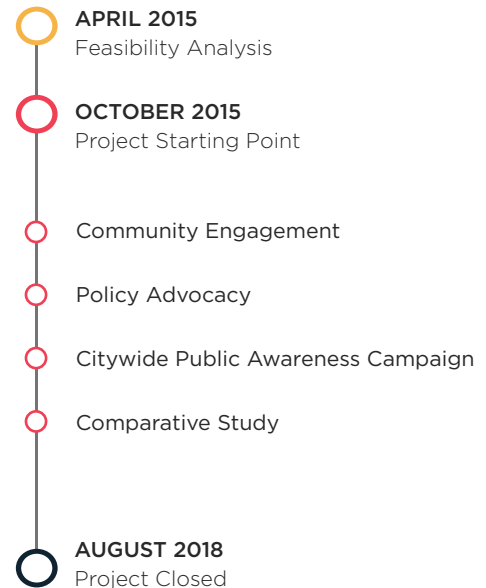 APRIL 2015
Feasibility Analysis
OCTOBER 2015
Project Starting Point
Community Engagement
Policy Advocacy
Citywide Public Awareness Campaign
Comparative Study
AUGUST 2018
Project Closed